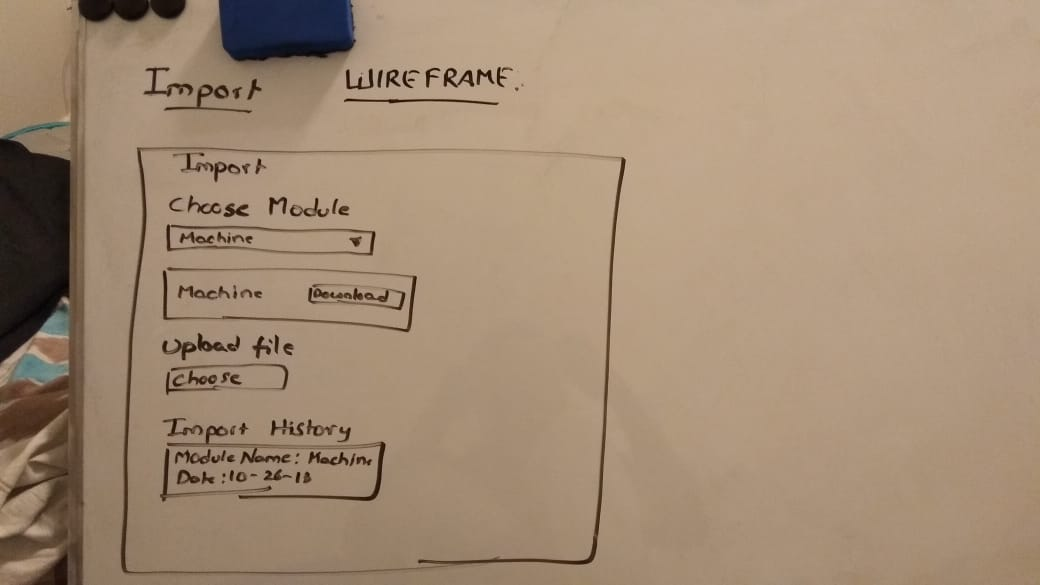 Import WIREFRAME.
Import
Choose Module
Machine
Machine Download
Upload file
Choose
Import History
Module Name: Machine
Date: 10-26-18